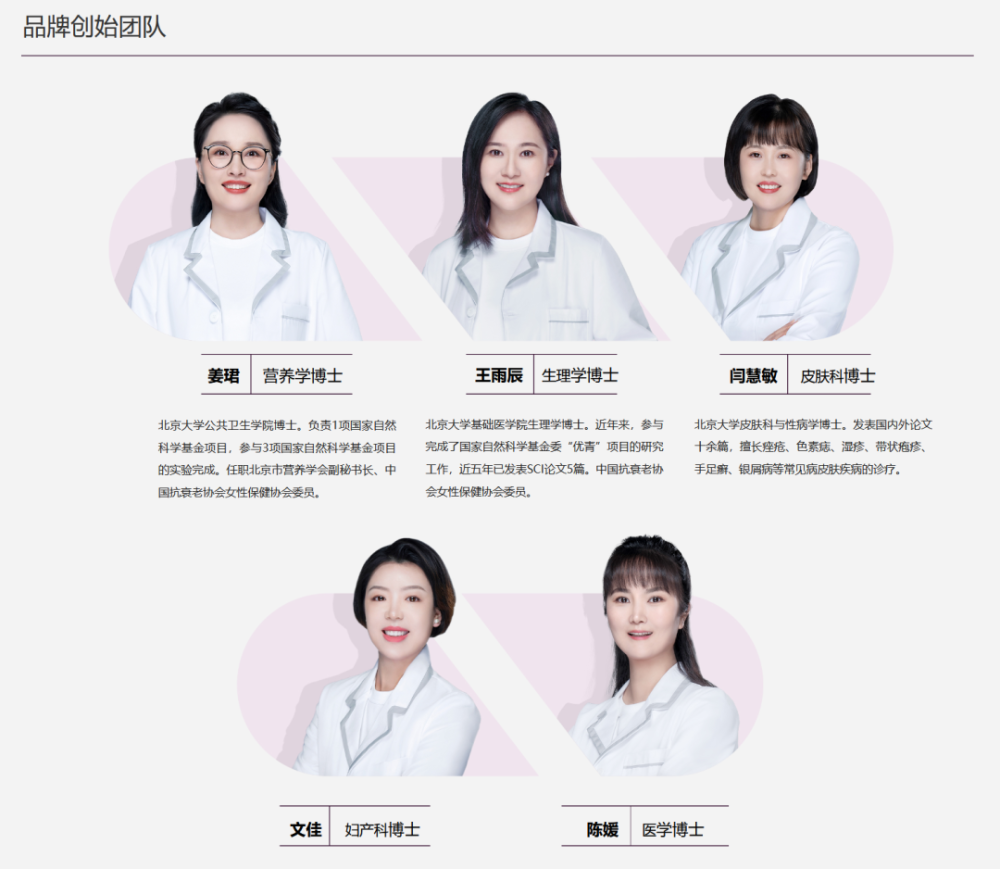 品牌创始团队
姜珺 营养学博士
王雨辰 生理学博士
闫慧敏 皮肤科博士
北京大学公共卫生学院博士。负责1项国家自然
科学基金项目，参与3项国家自然科学基金项目
的实验完成。任职北京市营养学会副秘书长、中
国抗衰老协会女性保健协会委员。
北京大学基础医学院生理学博士。近年来，参与
完成了国家自然科学基金委“优青”项目的研究
工作，近五年已发表SCI论文5篇。中国抗衰老协
会女性保健协会委员。
北京大学皮肤科与性病学博士。发表国内外论文
十余篇，擅长痤疮、色素痣、湿疹、带状疱疹、
手足癣、银屑病等常见病皮肤疾病的诊疗。
文佳 妇产科博士
陈媛 医学博士